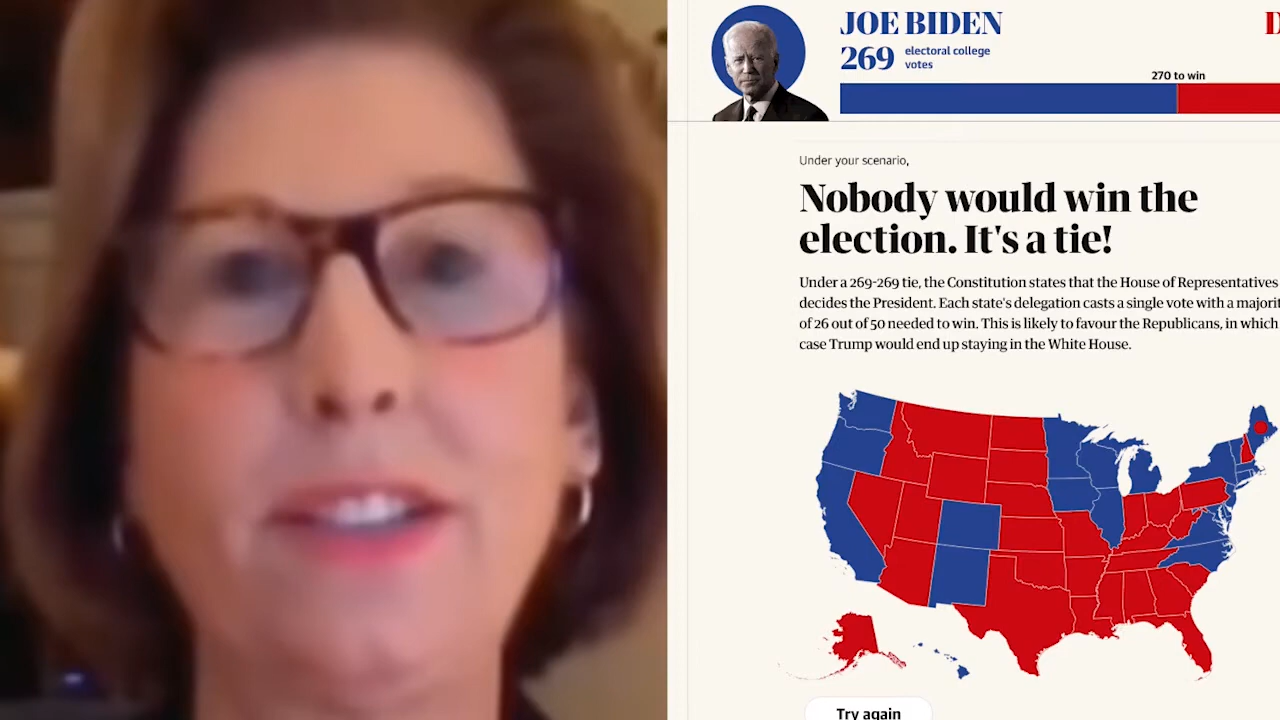 JOE BIDEN
269 electoral college
votes
270 to win
Under your scenario,
Nobody would win the
election. It's a tie!
Under a 269-269 tie, the Constitution states that the House of Representatives
decides the President. Each state's delegation casts a single vote with a majorit
of 26 out of 50 needed to win. This is likely to favour the Republicans, in which
case Trump would end up staying in the White House.
Try again